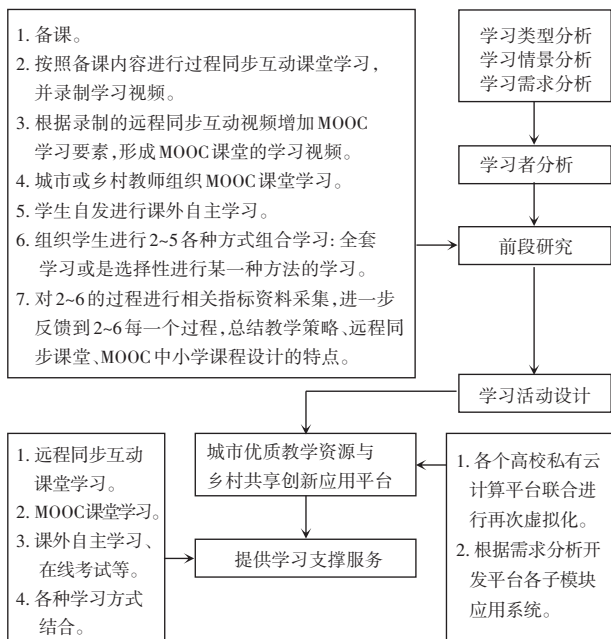 1. 备课。
2. 按照备课内容进行过程同步互动课堂学习,
并录制学习视频。
3. 根据录制的远程同步互动视频增加MOOC
学习要素,形成MOOC课堂的学习视频。
4. 城市或乡村教师组织MOOC课堂学习。
5. 学生自发进行课外自主学习。
6. 组织学生进行2~5各种方式组合学习:全套
学习或是选择性进行某一种方法的学习。
7. 对2~6的过程进行相关指标资料采集,进一步
反馈到2~6每一个过程,总结教学策略、远程同
步课堂、MOOC中小学课程设计的特点。
学习类型分析
学习情景分析
学习需求分析
学习者分析
前段研究
学习活动设计
城市优质教学资源与
乡村共享创新应用平台
提供学习支撑服务
1. 远程同步互动
课堂学习。
2. MOOC课堂学习。
3. 课外自主学习、
在线考试等。
4. 各种学习方式
结合。
1. 各个高校私有云
计算平台联合进
行再次虚拟化。
2. 根据需求分析开
发平台各子模块
应用系统。